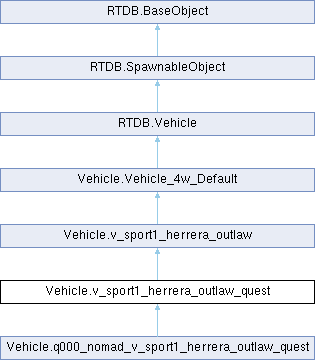 RTDB.BaseObject
RTDB.SpawnableObject
RTDB.Vehicle
Vehicle.Vehicle_4w_Default
Vehicle.v_sport1_herrera_outlaw
Vehicle.v_sport1_herrera_outlaw_quest
Vehicle.q000_nomad_v_sport1_herrera_outlaw_quest